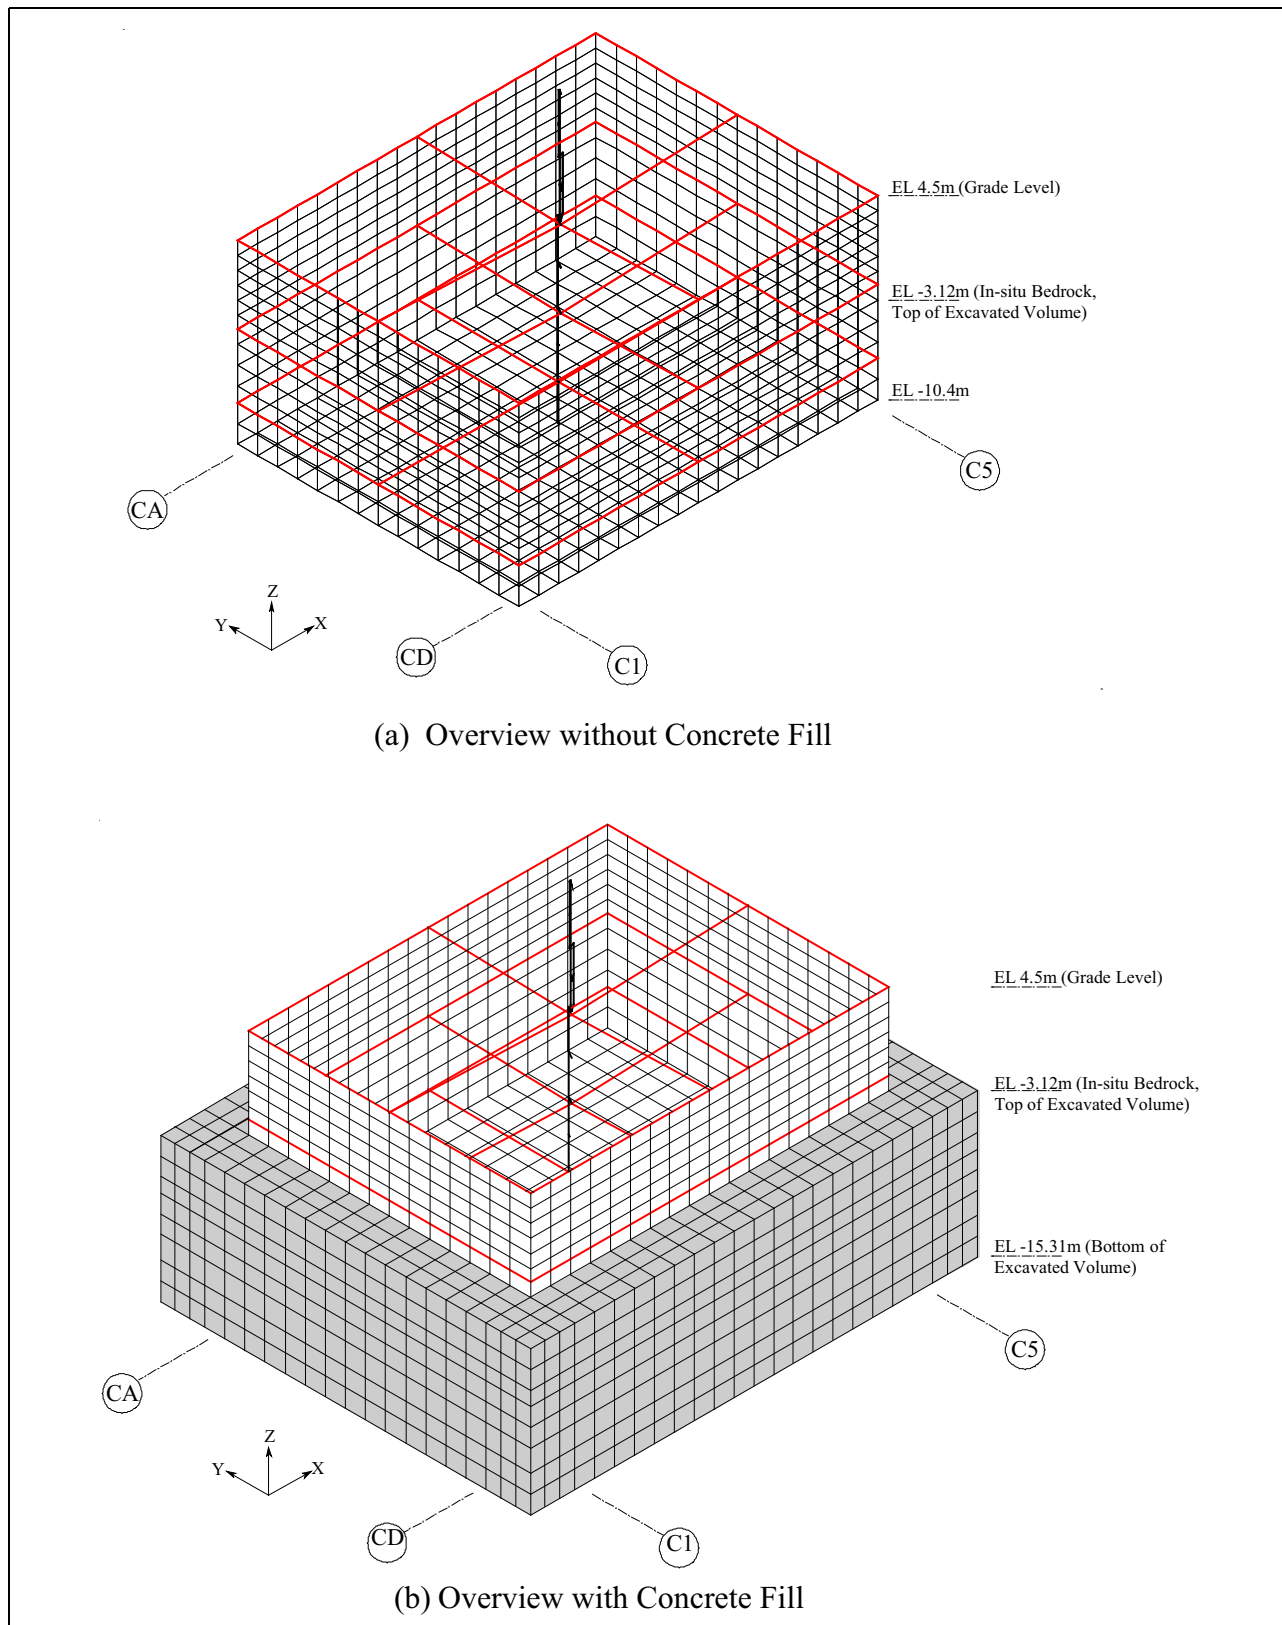 EL 4.5m (Grade Level)
EL -3.12m (In-situ Bedrock,
Top of Excavated Volume)
EL -10.4m
C5
CA
Z
Y
X
CD
C1
(a) Overview without Concrete Fill
EL 4.5m (Grade Level)
EL -3.12m (In-situ Bedrock,
Top of Excavated Volume)
EL -15.31m (Bottom of
Excavated Volume)
C5
CA
Z
Y
X
CD
C1
(b) Overview with Concrete Fill